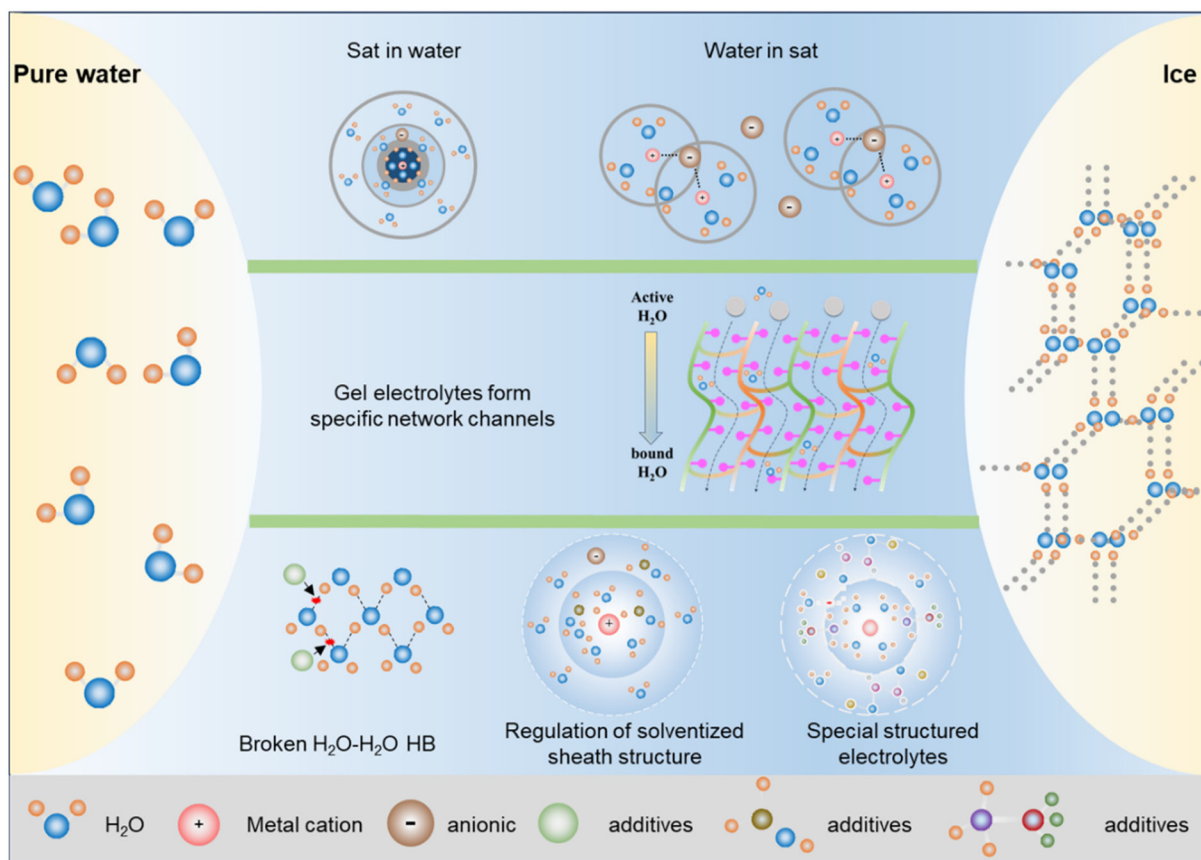 Pure water
Sat in water
Water in sat
Ice
Gel electrolytes form
specific network channels
Active
H₂O
bound
H₂O
Broken H₂O-H₂O HB
Regulation of solventized
sheath structure
Special structured
electrolytes
H₂O
+ Metal cation
- anionic
additives
additives
additives